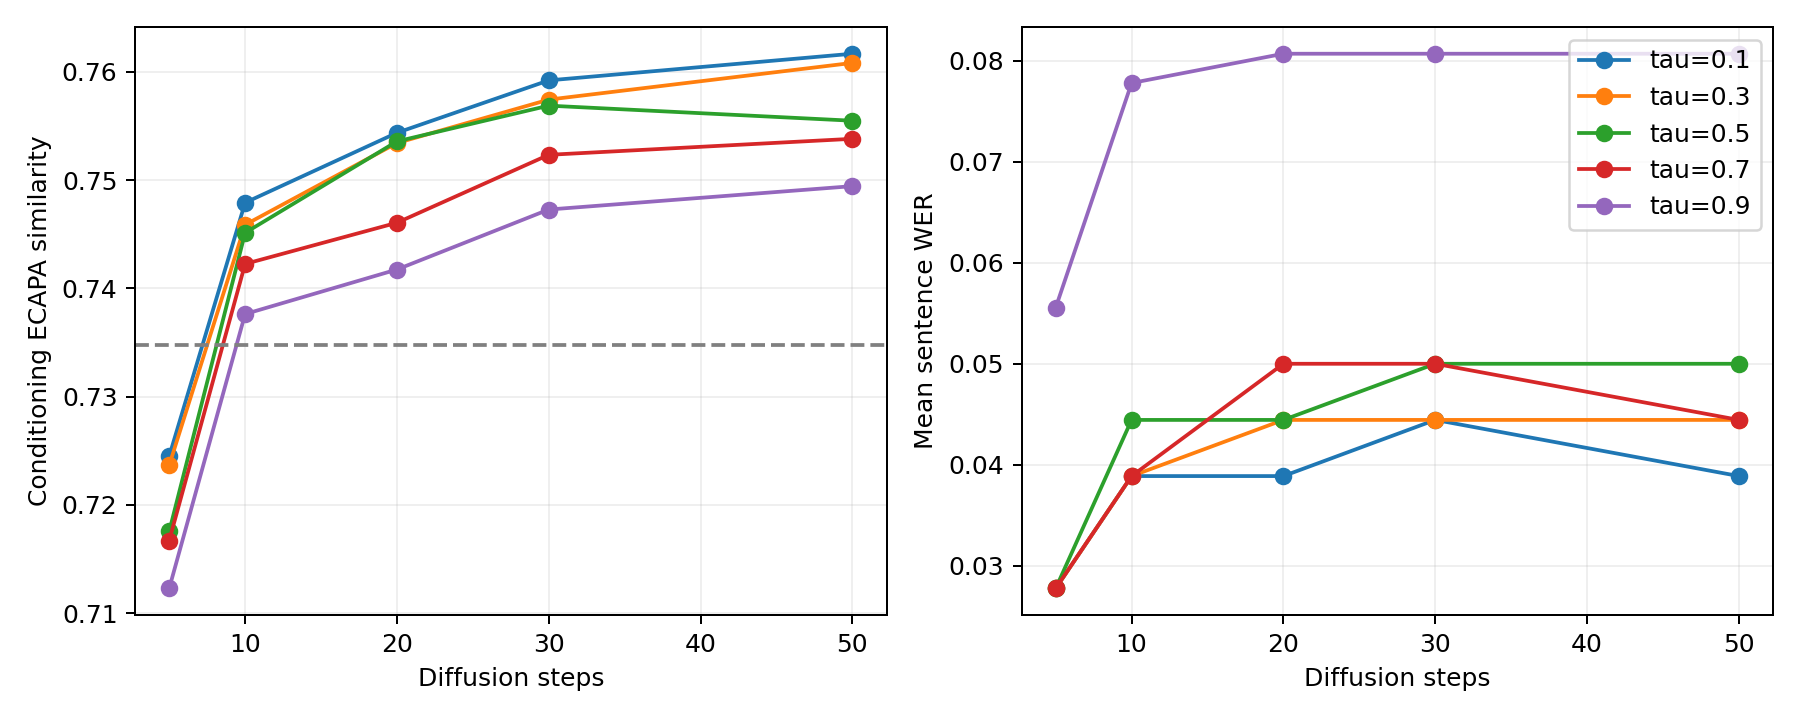 Conditioning ECAPA similarity
0.76
0.75
0.74
0.73
0.72
0.71
10 20 30 40 50
Diffusion steps
Mean sentence WER
0.08
0.07
0.06
0.05
0.04
0.03
10 20 30 40 50
Diffusion steps
tau=0.1
tau=0.3
tau=0.5
tau=0.7
tau=0.9